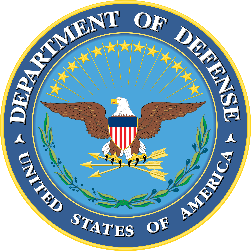 DEPARTMENT OF DEFENSE
UNITED STATES OF AMERICA